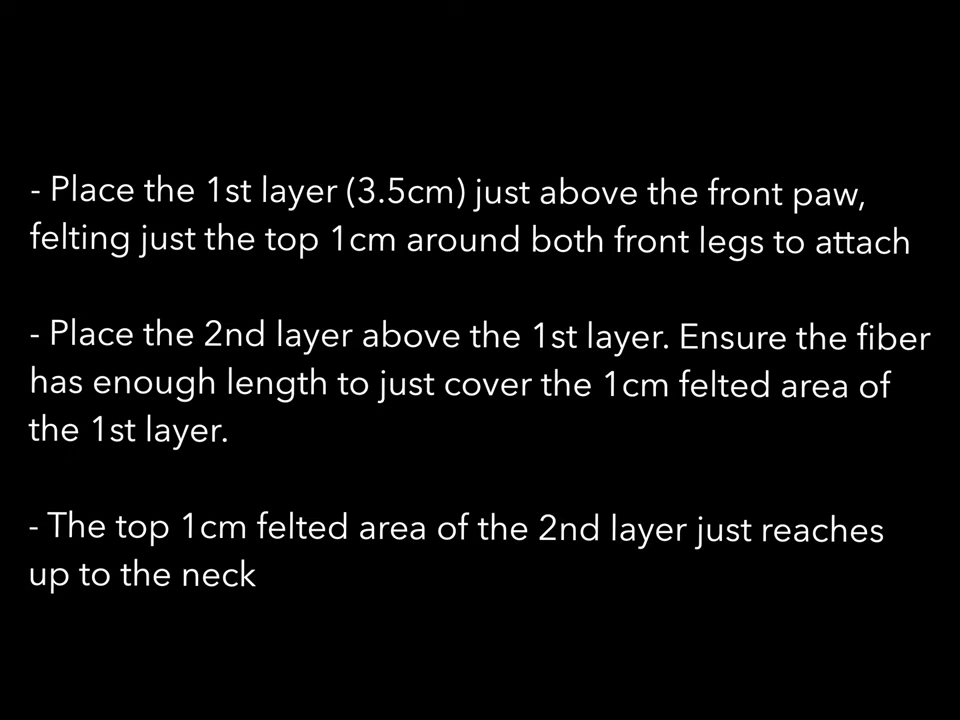 - Place the 1st layer (3.5cm) just above the front paw,
felting just the top 1cm around both front legs to attach
- Place the 2nd layer above the 1st layer. Ensure the fiber
has enough length to just cover the 1cm felted area of
the 1st layer.
- The top 1cm felted area of the 2nd layer just reaches
up to the neck